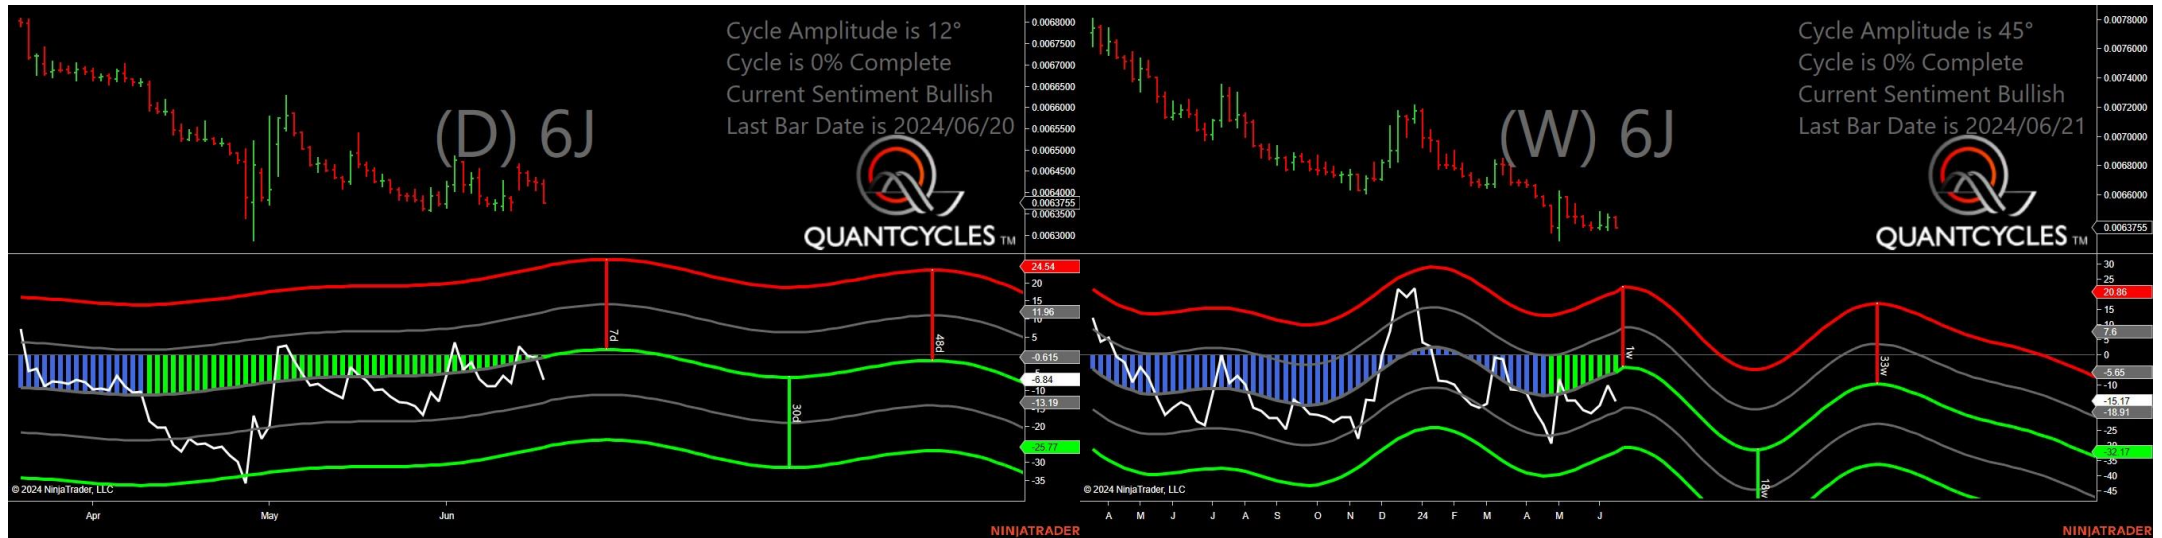 Cycle Amplitude is 12°
Cycle is 0% Complete
Current Sentiment Bullish
Last Bar Date is 2024/06/20
(D) 6J
QUANTCYCLES TM
0.0068000
0.0067500
0.0067000
0.0066500
0.0066000
0.0065500
0.0065000
0.0064500
0.0064000
0.0063755
0.0063500
0.0063000
24.54
20
15
11.96
10
5
-0.615
-6.84
-10
-13.19
-20
-25.77
-30
-35
7d
30d
48d
© 2024 NinjaTrader, LLC
Apr
May
Jun
NINJATRADER
Cycle Amplitude is 45°
Cycle is 0% Complete
Current Sentiment Bullish
Last Bar Date is 2024/06/21
(W) 6J
QUANTCYCLES TM
0.0078000
0.0076000
0.0074000
0.0072000
0.0070000
0.0068000
0.0066000
0.0063755
30
25
20.86
15
10
7.6
5
0
-5.65
-10
-15.17
-18.91
-25
-32.17
-35
-40
-45
1w
18w
33w
© 2024 NinjaTrader, LLC
A M J J A S O N D 24 F M A M J
NINJATRADER